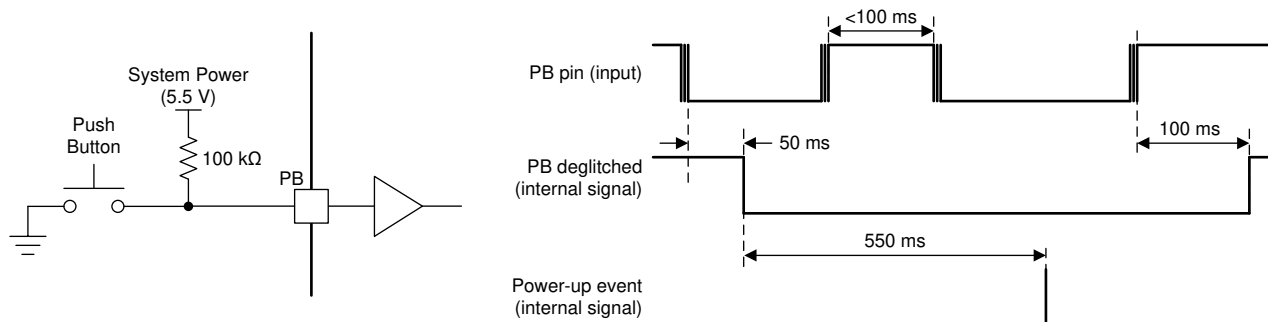 System Power
(5.5 V)
Push
Button
100 kΩ
PB
<100 ms
PB pin (input)
50 ms
100 ms
PB deglitched
(internal signal)
550 ms
Power-up event
(internal signal)